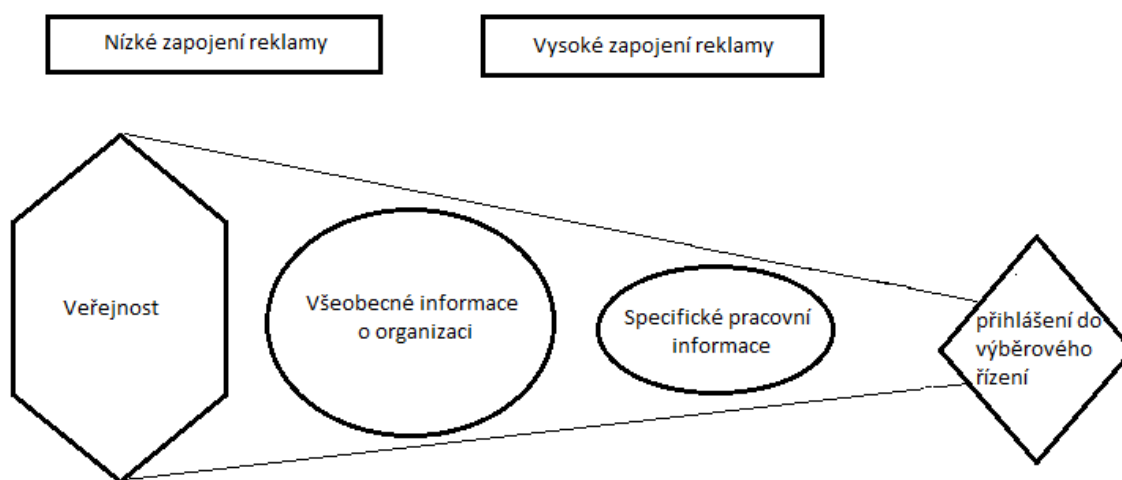 Nízké zapojení reklamy
Vysoké zapojení reklamy
Veřejnost
Všeobecné informace
o organizaci
Specifické pracovní
informace
přihlášení do
výběrového
řízení